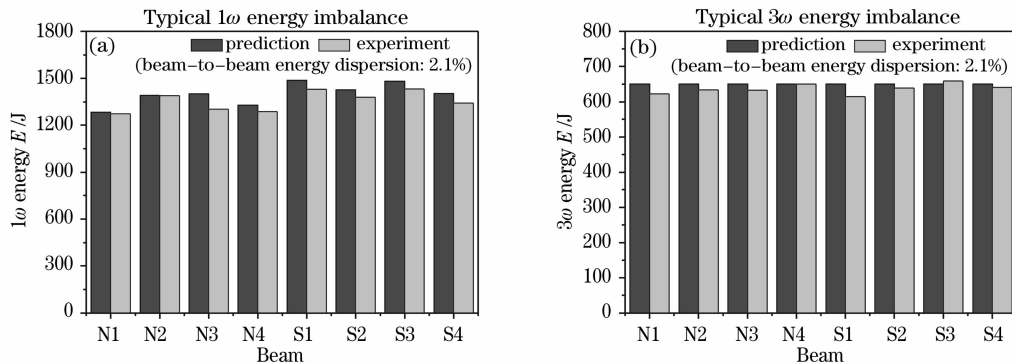 Typical 1ω energy imbalance
(a)
prediction
experiment
(beam-to-beam energy dispersion: 2.1%)
1800
1500
1200
900
600
300
0
1ω energy E /J
N1 N2 N3 N4 S1 S2 S3 S4
Beam
Typical 3ω energy imbalance
(b)
prediction
experiment
(beam-to-beam energy dispersion: 2.1%)
800
700
600
500
400
300
200
100
0
3ω energy E /J
N1 N2 N3 N4 S1 S2 S3 S4
Beam